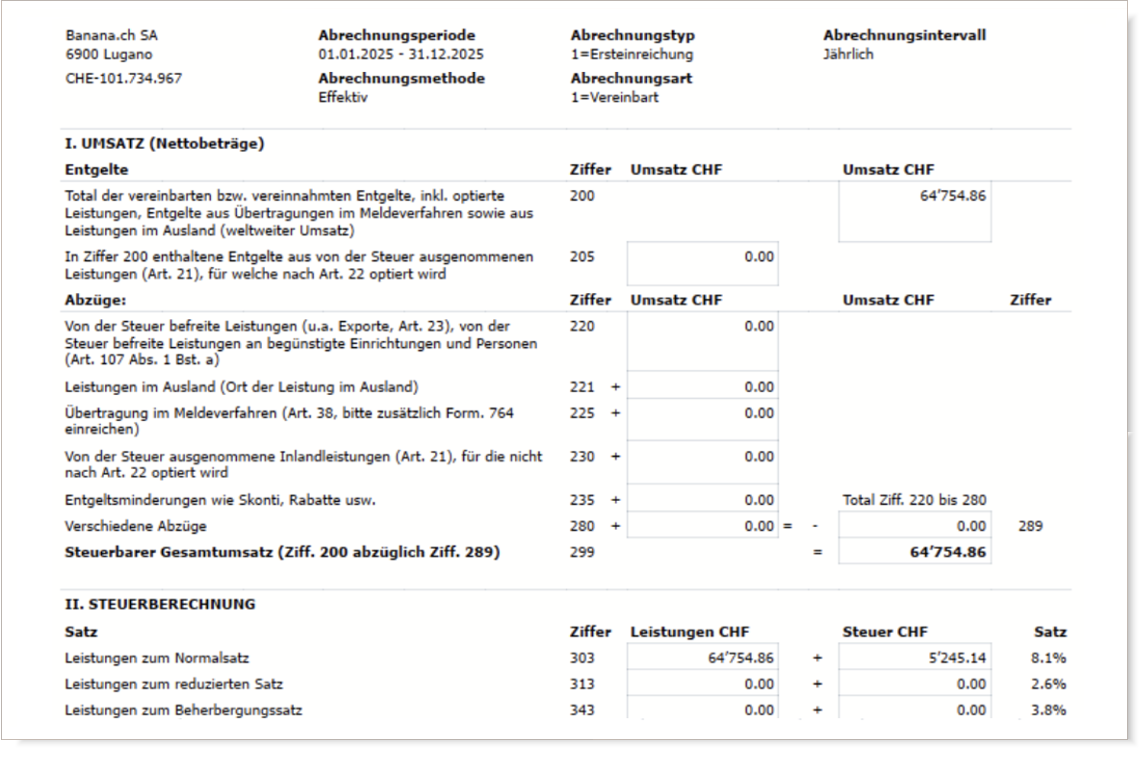 Banana.ch SA
6900 Lugano
CHE-101.734.967
Abrechnungsperiode
01.01.2025 - 31.12.2025
Abrechnungsmethode
Effektiv
Abrechnungstyp
1=Ersteinreichung
Abrechnungsart
1=Vereinbart
Abrechnungsintervall
Jährlich
I. UMSATZ (Nettobeträge)
Entgelte Ziffer Umsatz CHF Umsatz CHF
Total der vereinbarten bzw. vereinnahmten Entgelte, inkl. optierte 200 64’754.86
Leistungen, Entgelte aus Übertragungen im Meldeverfahren sowie aus
Leistungen im Ausland (weltweiter Umsatz)
In Ziffer 200 enthaltene Entgelte aus von der Steuer ausgenommenen 205 0.00
Leistungen (Art. 21), für welche nach Art. 22 optiert wird
Abzüge: Ziffer Umsatz CHF Umsatz CHF Ziffer
Von der Steuer befreite Leistungen (u.a. Exporte, Art. 23), von der 220 0.00
Steuer befreite Leistungen an begünstigte Einrichtungen und Personen
(Art. 107 Abs. 1 Bst. a)
Leistungen im Ausland (Ort der Leistung im Ausland) 221 + 0.00
Übertragung im Meldeverfahren (Art. 38, bitte zusätzlich Form. 764 225 + 0.00
einreichen)
Von der Steuer ausgenommene Inlandleistungen (Art. 21), für die nicht 230 + 0.00
nach Art. 22 optiert wird
Entgeltsminderungen wie Skonti, Rabatte usw. 235 + 0.00 Total Ziff. 220 bis 280
Verschiedene Abzüge 280 + 0.00 = - 0.00 289
Steuerbarer Gesamtumsatz (Ziff. 200 abzüglich Ziff. 289) 299 = 64’754.86
II. STEUERBERECHNUNG
Satz Ziffer Leistungen CHF Steuer CHF Satz
Leistungen zum Normalsatz 303 64’754.86 + 5’245.14 8.1%
Leistungen zum reduzierten Satz 313 0.00 + 0.00 2.6%
Leistungen zum Beherbergungssatz 343 0.00 + 0.00 3.8%